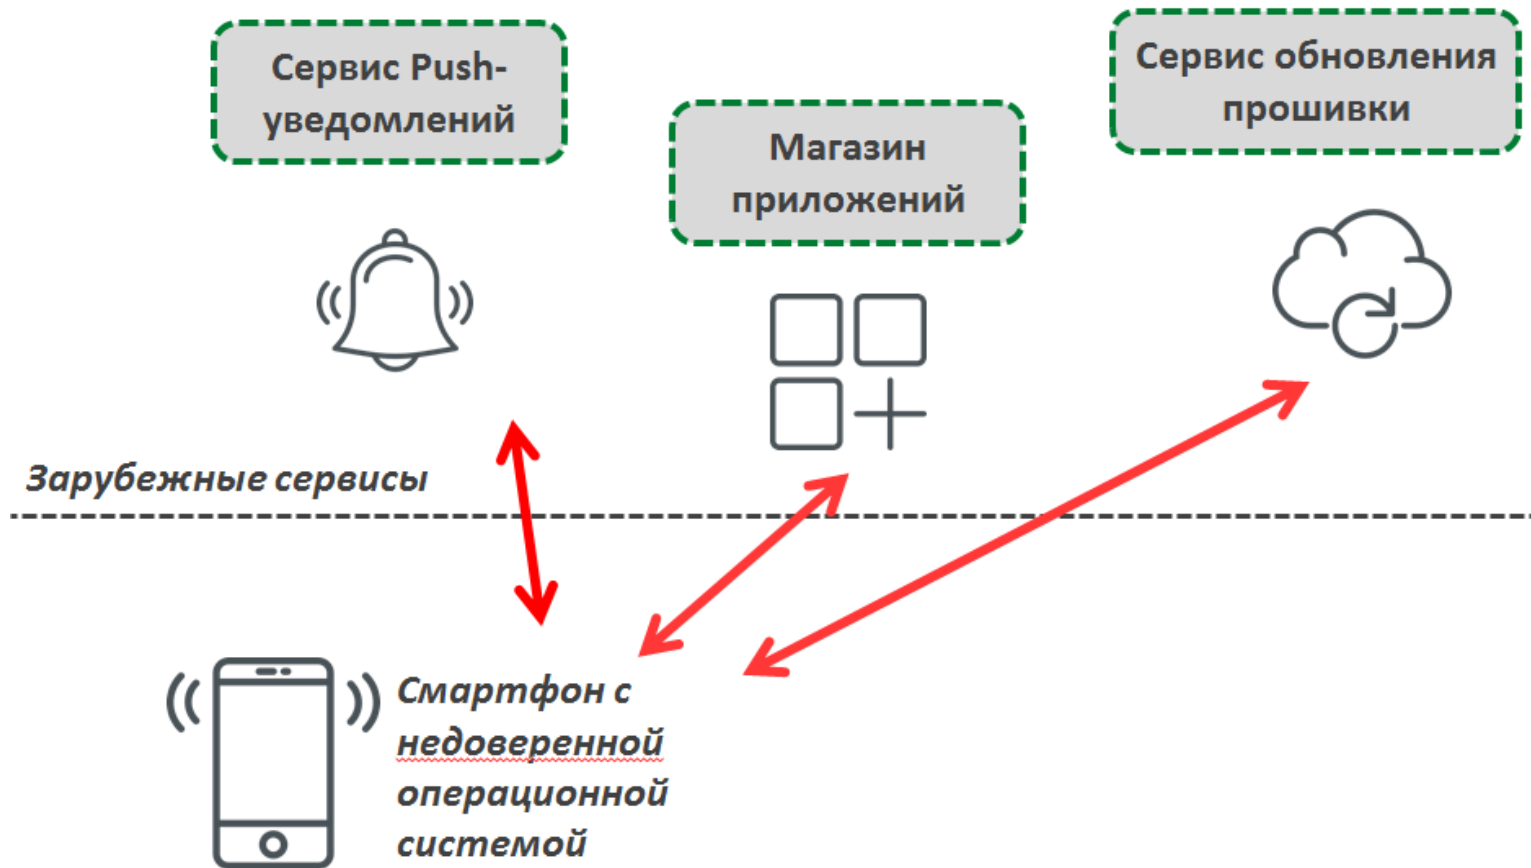 Сервис Push-
уведомлений
Магазин
приложений
Сервис обновления
прошивки
Зарубежные сервисы
Смартфон с
недоверенной
операционной
системой